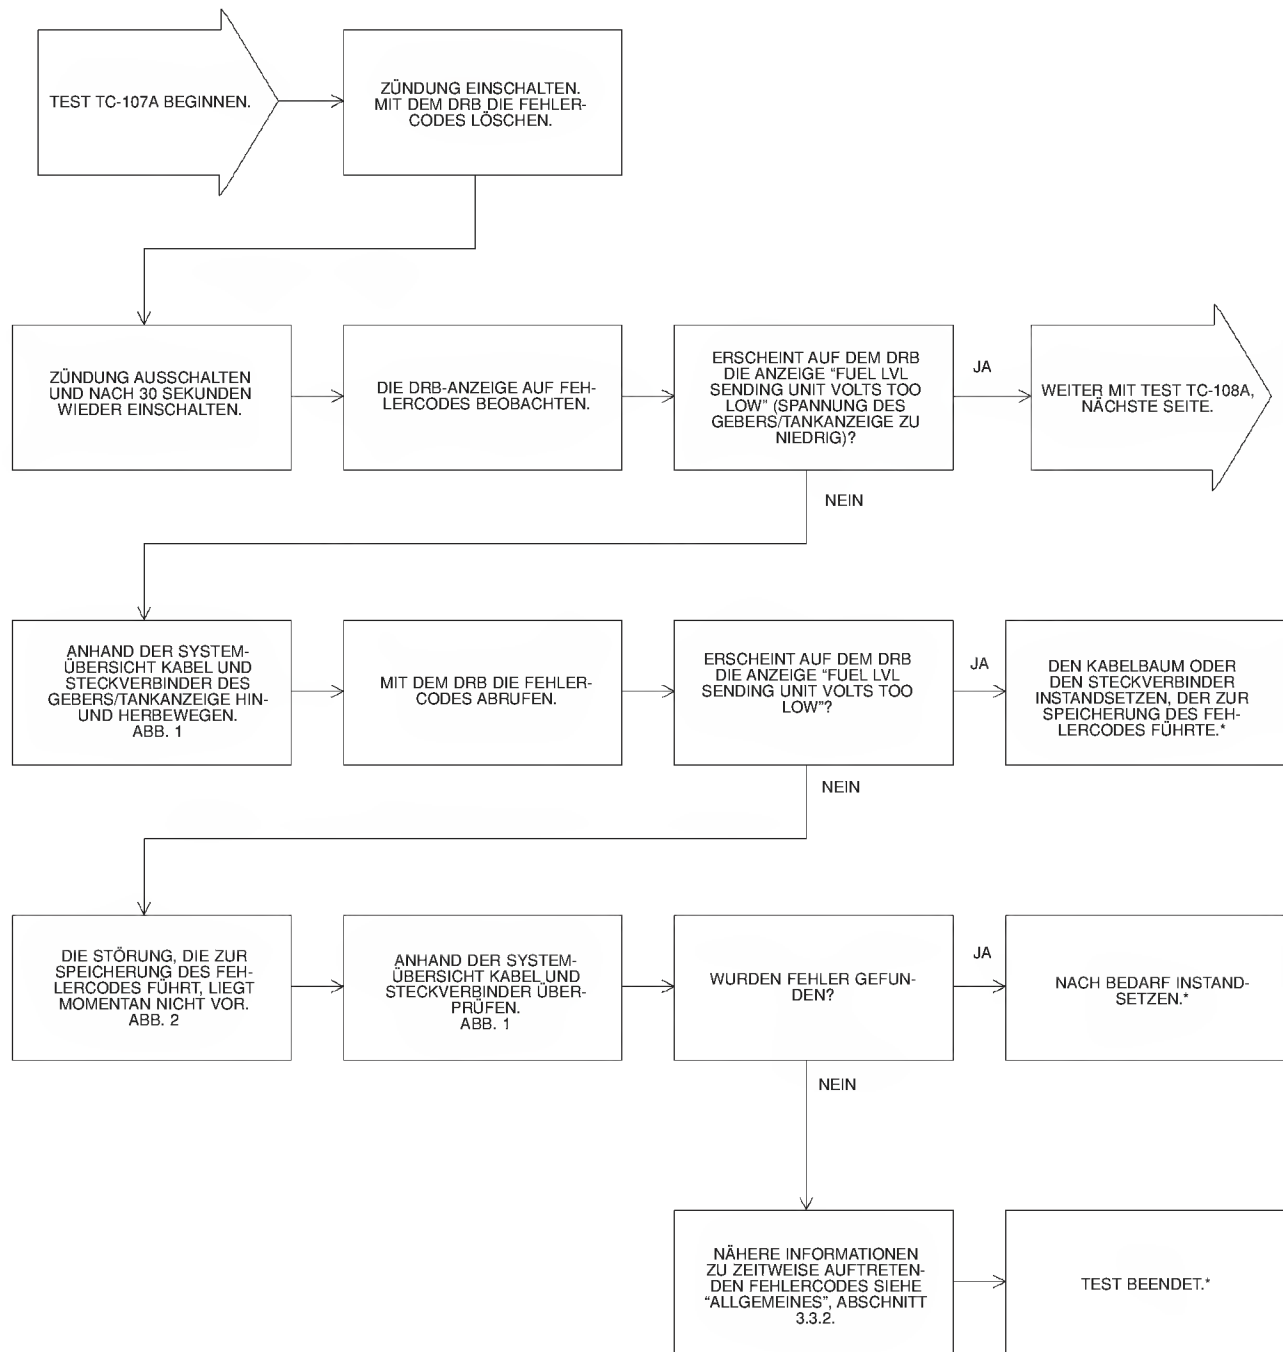 TEST TC-107A BEGINNEN.
ZÜNDUNG EINSCHALTEN.
MIT DEM DRB DIE FEHLER-
CODES LÖSCHEN.
ZÜNDUNG AUSSCHALTEN
UND NACH 30 SEKUNDEN
WIEDER EINSCHALTEN.
DIE DRB-ANZEIGE AUF FEH-
LERCODES BEOBACHTEN.
ERSCHEINT AUF DEM DRB
DIE ANZEIGE “FUEL LVL
SENDING UNIT VOLTS TOO
LOW” (SPANNUNG DES
GEBERS/TANKANZEIGE ZU
NIEDRIG)?
JA
WEITER MIT TEST TC-108A,
NÄCHSTE SEITE.
NEIN
ANHAND DER SYSTEM-
ÜBERSICHT KABEL UND
STECKVERBINDER DES
GEBERS/TANKANZEIGE HIN-
UND HERBEWEGEN.
ABB. 1
MIT DEM DRB DIE FEHLER-
CODES ABRUFEN.
ERSCHEINT AUF DEM DRB
DIE ANZEIGE “FUEL LVL
SENDING UNIT VOLTS TOO
LOW”?
JA
DEN KABELBAUM ODER
DEN STECKVERBINDER
INSTANDSETZEN, DER ZUR
SPEICHERUNG DES FEH-
LERCODES FÜHRTE.*
NEIN
DIE STÖRUNG, DIE ZUR
SPEICHERUNG DES FEH-
LERCODES FÜHRT, LIEGT
MOMENTAN NICHT VOR.
ABB. 2
ANHAND DER SYSTEM-
ÜBERSICHT KABEL UND
STECKVERBINDER ÜBER-
PRÜFEN.
ABB. 1
WURDEN FEHLER GEFUN-
DEN?
JA
NACH BEDARF INSTAND-
SETZEN.*
NEIN
NÄHERE INFORMATIONEN
ZU ZEITWEISE AUFTRETEN-
DEN FEHLERCODES SIEHE
“ALLGEMEINES”, ABSCHNITT
3.3.2.
TEST BEENDET.*